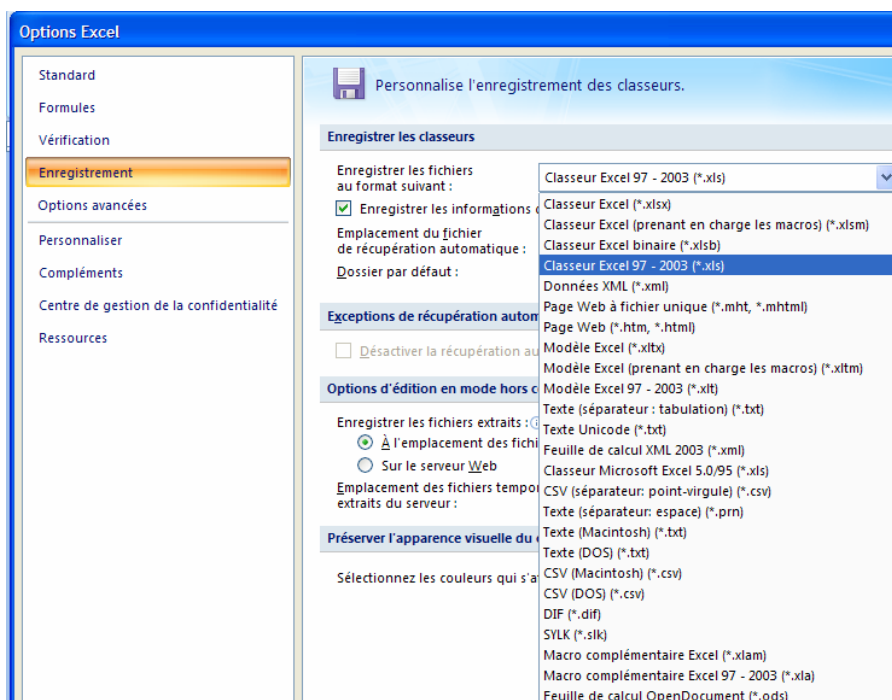 Options Excel
Standard
Formules
Vérification
Enregistrement
Options avancées
Personnaliser
Compléments
Centre de gestion de la confidentialité
Ressources
Personnalise l'enregistrement des classeurs.
Enregistrer les classeurs
Enregistrer les fichiers
au format suivant :
Classeur Excel 97 - 2003 (*.xls)
Enregistrer les informations
Emplacement du fichier
de récupération automatique :
Dossier par défaut :
Exceptions de récupération
Désactiver la récupération
Options d'édition en mode hors
Enregistrer les fichiers extraits :
À l'emplacement des
Sur le serveur Web
Emplacement des fichiers
extraits du serveur :
Préserver l'apparence visuelle du
Sélectionnez les couleurs qui
Classeur Excel (*.xlsx)
Classeur Excel (prenant en charge les macros) (*.xlsm)
Classeur Excel binaire (*.xlsb)
Classeur Excel 97 - 2003 (*.xls)
Données XML (*.xml)
Page Web à fichier unique (*.mht, *.mhtml)
Page Web (*.htm, *.html)
Modèle Excel (*.xltx)
Modèle Excel (prenant en charge les macros) (*.xltm)
Modèle Excel 97 - 2003 (*.xlt)
Texte (séparateur : tabulation) (*.txt)
Texte Unicode (*.txt)
Feuille de calcul XML 2003 (*.xml)
Classeur Microsoft Excel 5.0/95 (*.xls)
CSV (séparateur: point-virgule) (*.csv)
Texte (séparateur: espace) (*.prn)
Texte (Macintosh) (*.txt)
Texte (DOS) (*.txt)
CSV (Macintosh) (*.csv)
CSV (DOS) (*.csv)
DIF (*.dif)
SYLK (*.slk)
Macro complémentaire Excel (*.xlam)
Macro complémentaire Excel 97 - 2003 (*.xla)
Feuille de calcul OpenDocument (*.ods)